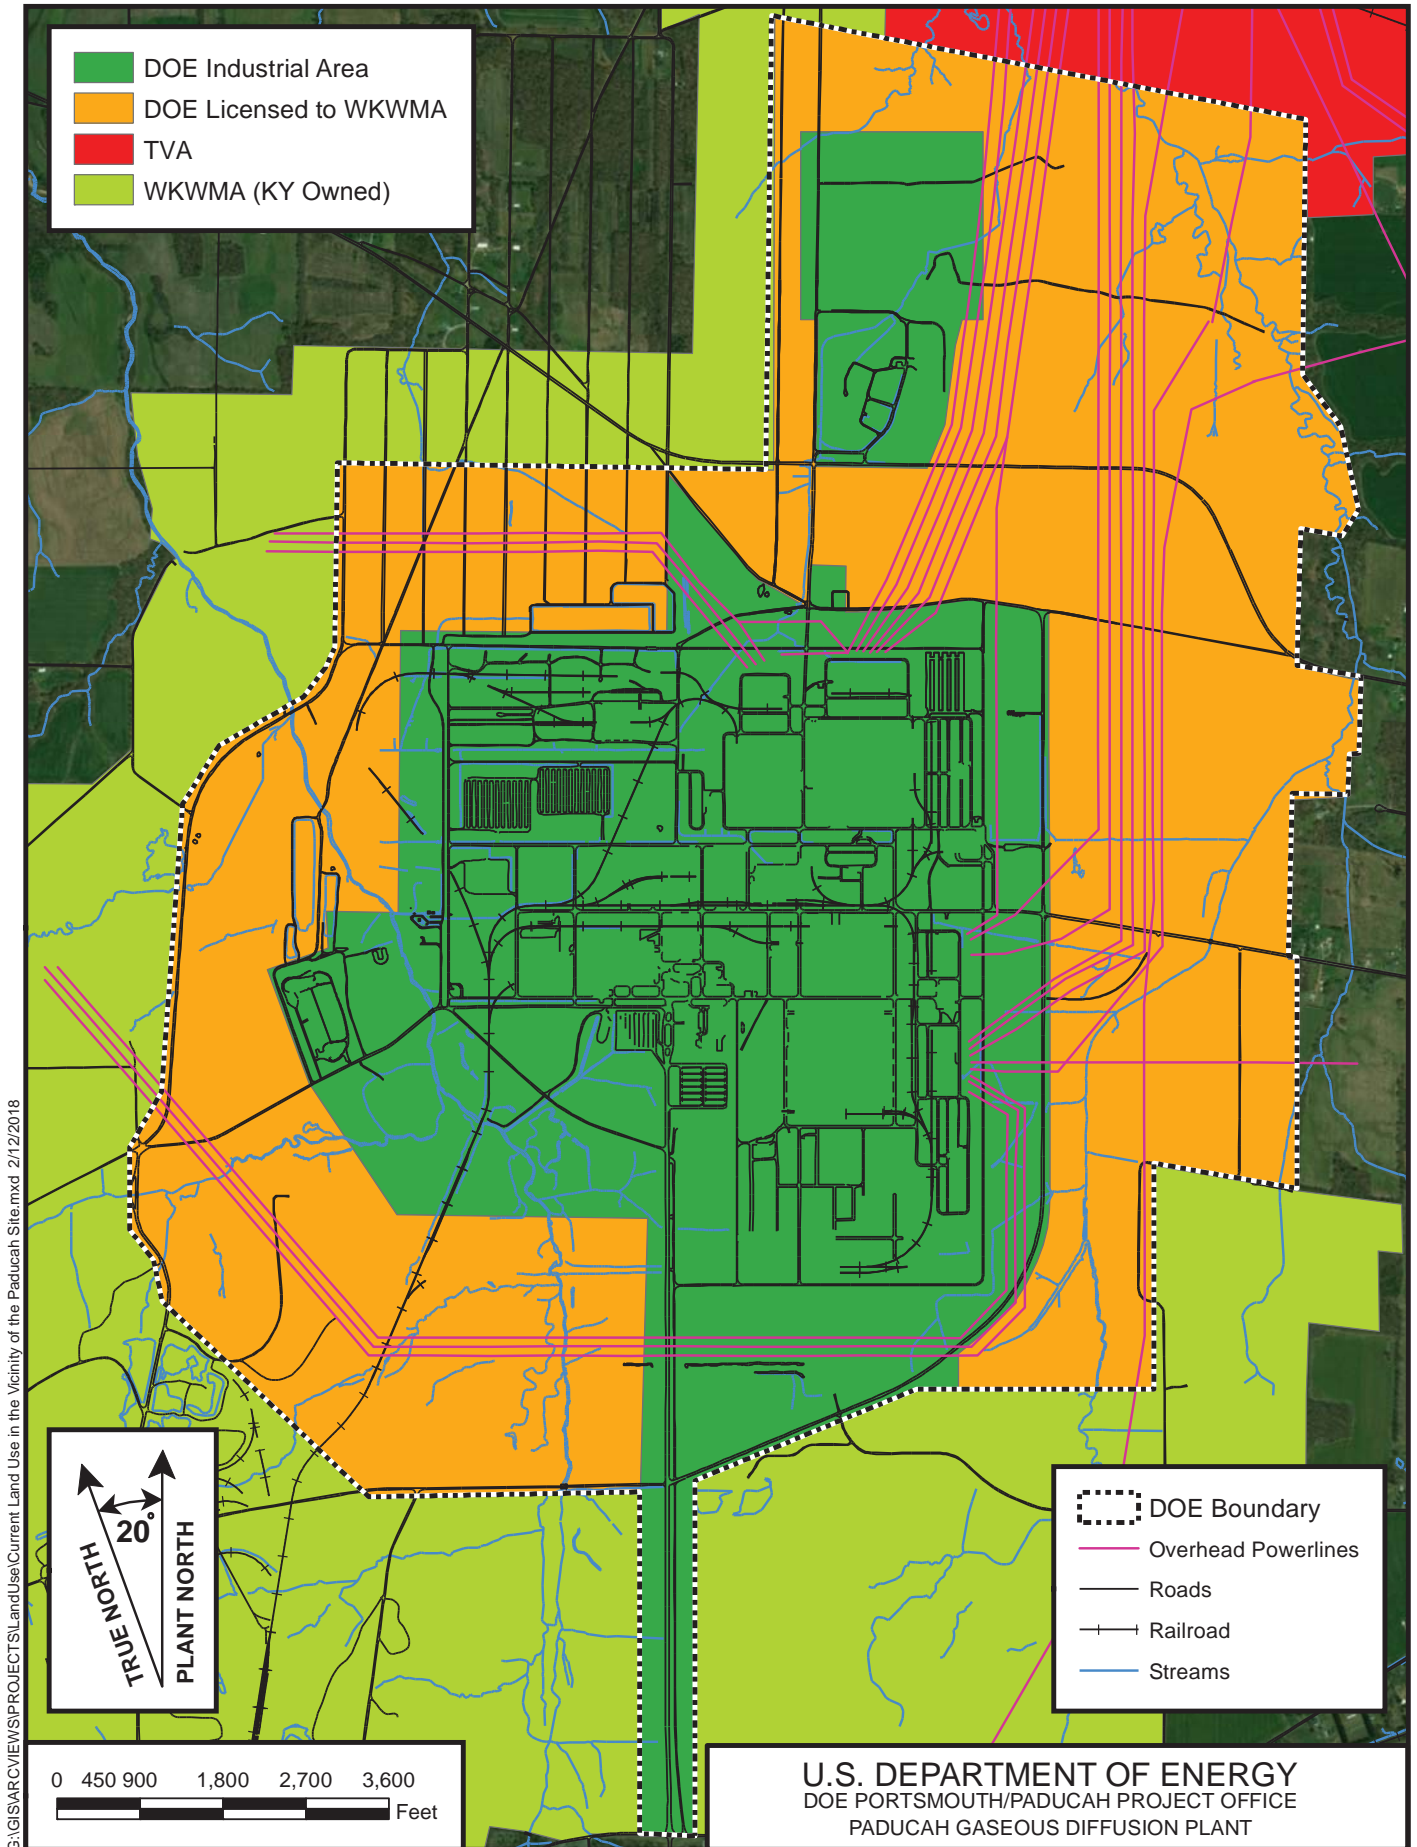 DOE Industrial Area
DOE Licensed to WKWMA
TVA
WKWMA (KY Owned)
G:\GIS\ARCVIEWS\PROJECTS\LandUse\Current Land Use in the Vicinity of the Paducah Site.mxd 2/12/2018
20°
TRUE NORTH
PLANT NORTH
DOE Boundary
Overhead Powerlines
Roads
Railroad
Streams
0 450 900 1,800 2,700 3,600
Feet
U.S. DEPARTMENT OF ENERGY
DOE PORTSMOUTH/PADUCAH PROJECT OFFICE
PADUCAH GASEOUS DIFFUSION PLANT